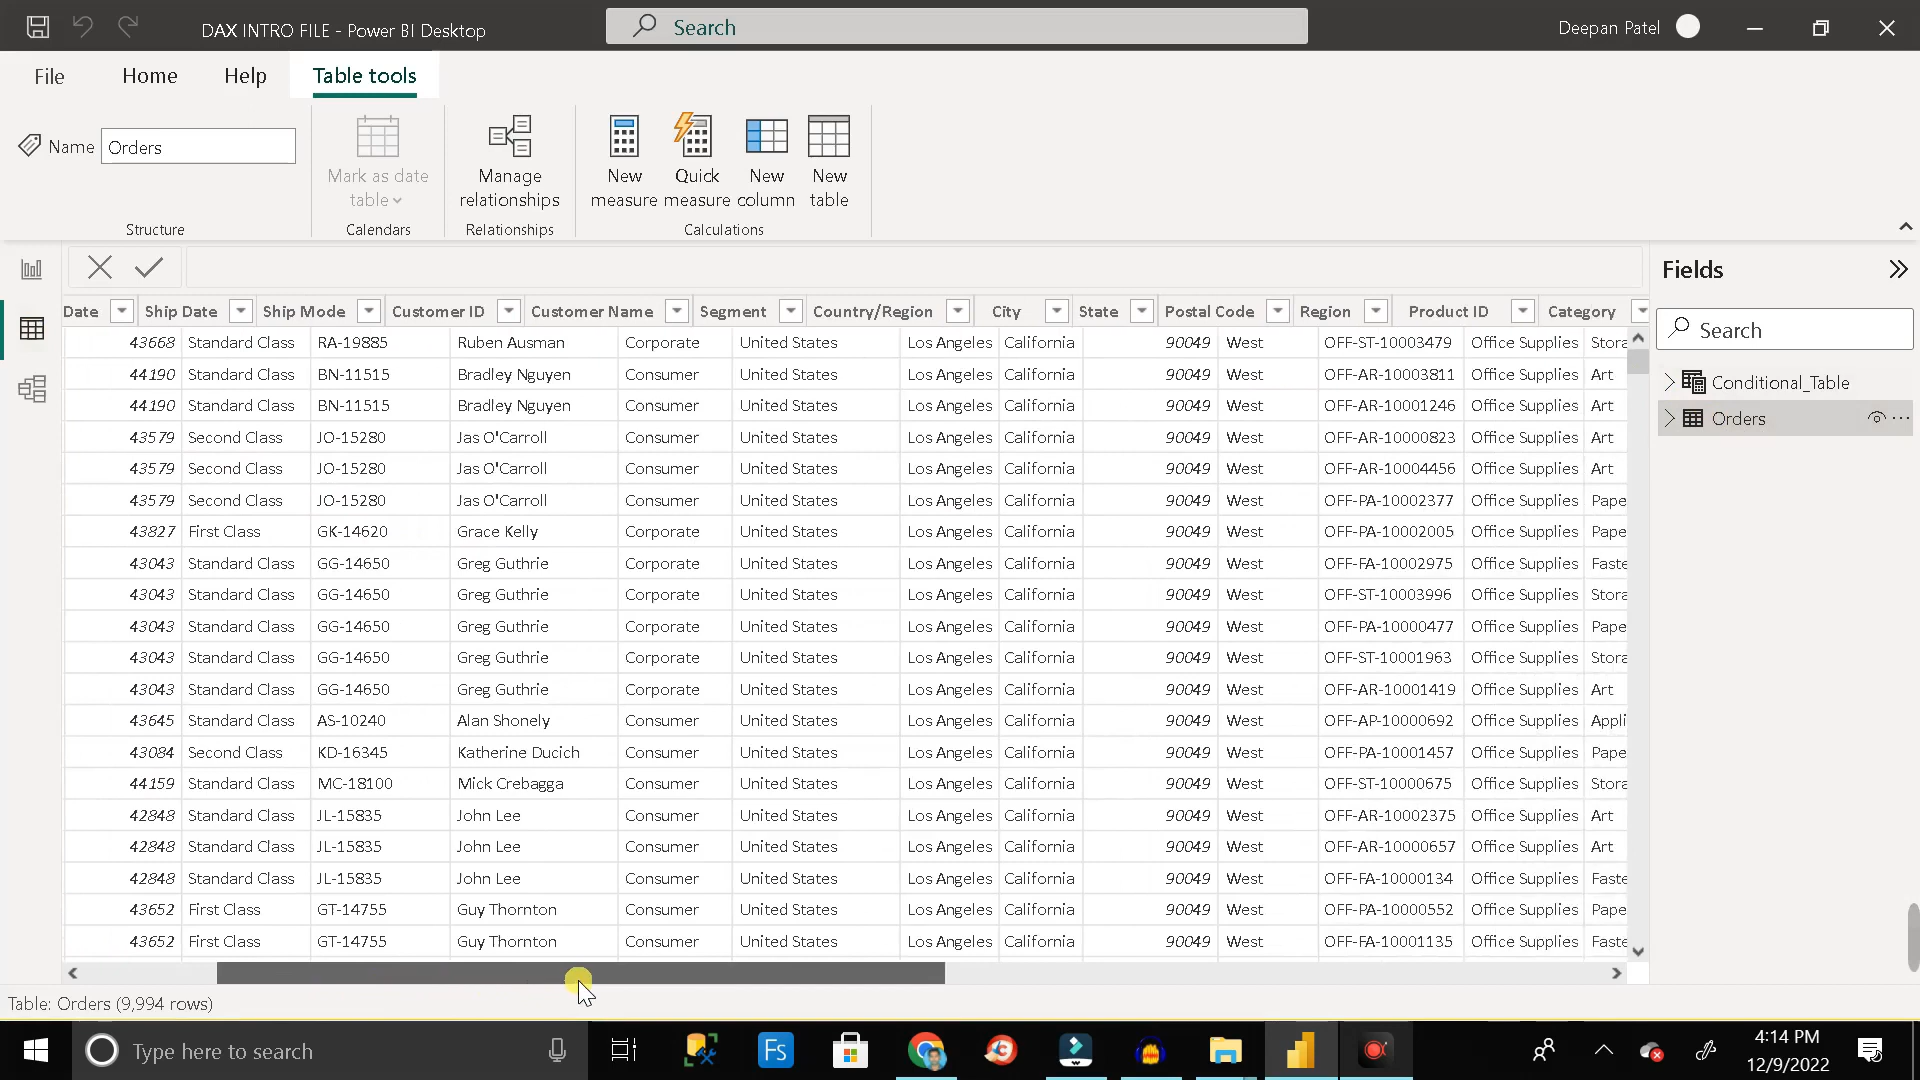 DAX INTRO FILE - Power BI Desktop
Search
Deepan Patel
File Home Help Table tools
Name Orders
Mark as date table
Manage relationships
New measure
Quick measure
New column
New table
Structure Calendars Relationships Calculations
Fields
Search
Conditional_Table
Orders
Date Ship Date Ship Mode Customer ID Customer Name Segment Country/Region City State Postal Code Region Product ID Category
43668 Standard Class RA-19885 Ruben Ausman Corporate United States Los Angeles California 90049 West OFF-ST-10003479 Office Supplies Stora
44190 Standard Class BN-11515 Bradley Nguyen Consumer United States Los Angeles California 90049 West OFF-AR-10003811 Office Supplies Art
44190 Standard Class BN-11515 Bradley Nguyen Consumer United States Los Angeles California 90049 West OFF-AR-10001246 Office Supplies Art
43579 Second Class JO-15280 Jas O'Carroll Consumer United States Los Angeles California 90049 West OFF-AR-10000823 Office Supplies Art
43579 Second Class JO-15280 Jas O'Carroll Consumer United States Los Angeles California 90049 West OFF-AR-10004456 Office Supplies Art
43579 Second Class JO-15280 Jas O'Carroll Consumer United States Los Angeles California 90049 West OFF-PA-10002377 Office Supplies Pape
43827 First Class GK-14620 Grace Kelly Corporate United States Los Angeles California 90049 West OFF-PA-10002005 Office Supplies Pape
43043 Standard Class GG-14650 Greg Guthrie Corporate United States Los Angeles California 90049 West OFF-FA-10002975 Office Supplies Faste
43043 Standard Class GG-14650 Greg Guthrie Corporate United States Los Angeles California 90049 West OFF-ST-10003996 Office Supplies Stora
43043 Standard Class GG-14650 Greg Guthrie Corporate United States Los Angeles California 90049 West OFF-PA-10000477 Office Supplies Pape
43043 Standard Class GG-14650 Greg Guthrie Corporate United States Los Angeles California 90049 West OFF-ST-10001963 Office Supplies Stora
43043 Standard Class GG-14650 Greg Guthrie Corporate United States Los Angeles California 90049 West OFF-AR-10001419 Office Supplies Art
43645 Standard Class AS-10240 Alan Shonely Consumer United States Los Angeles California 90049 West OFF-AP-10000692 Office Supplies Appli
43084 Second Class KD-16345 Katherine Ducich Consumer United States Los Angeles California 90049 West OFF-PA-10001457 Office Supplies Pape
44159 Standard Class MC-18100 Mick Crebagga Consumer United States Los Angeles California 90049 West OFF-ST-10000675 Office Supplies Stora
42848 Standard Class JL-15835 John Lee Consumer United States Los Angeles California 90049 West OFF-AR-10002375 Office Supplies Art
42848 Standard Class JL-15835 John Lee Consumer United States Los Angeles California 90049 West OFF-AR-10000657 Office Supplies Art
42848 Standard Class JL-15835 John Lee Consumer United States Los Angeles California 90049 West OFF-FA-10000134 Office Supplies Faste
43652 First Class GT-14755 Guy Thornton Consumer United States Los Angeles California 90049 West OFF-PA-10000552 Office Supplies Pape
43652 First Class GT-14755 Guy Thornton Consumer United States Los Angeles California 90049 West OFF-FA-10001135 Office Supplies Faste
Table: Orders (9,994 rows)
Type here to search
Fs
4:14 PM
12/9/2022